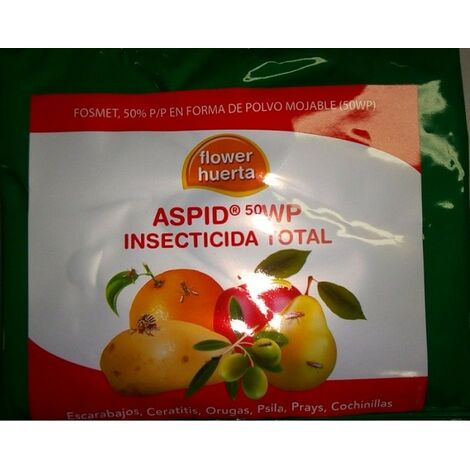 FOSMET, 50% P/P EN FORMA DE POLVO MOJABLE (50WP)
flower
huerta
ASPID® 50WP
INSECTICIDA TOTAL
Escarabajos, Ceratitis, Orugas, Psila, Prays, Cochinillas